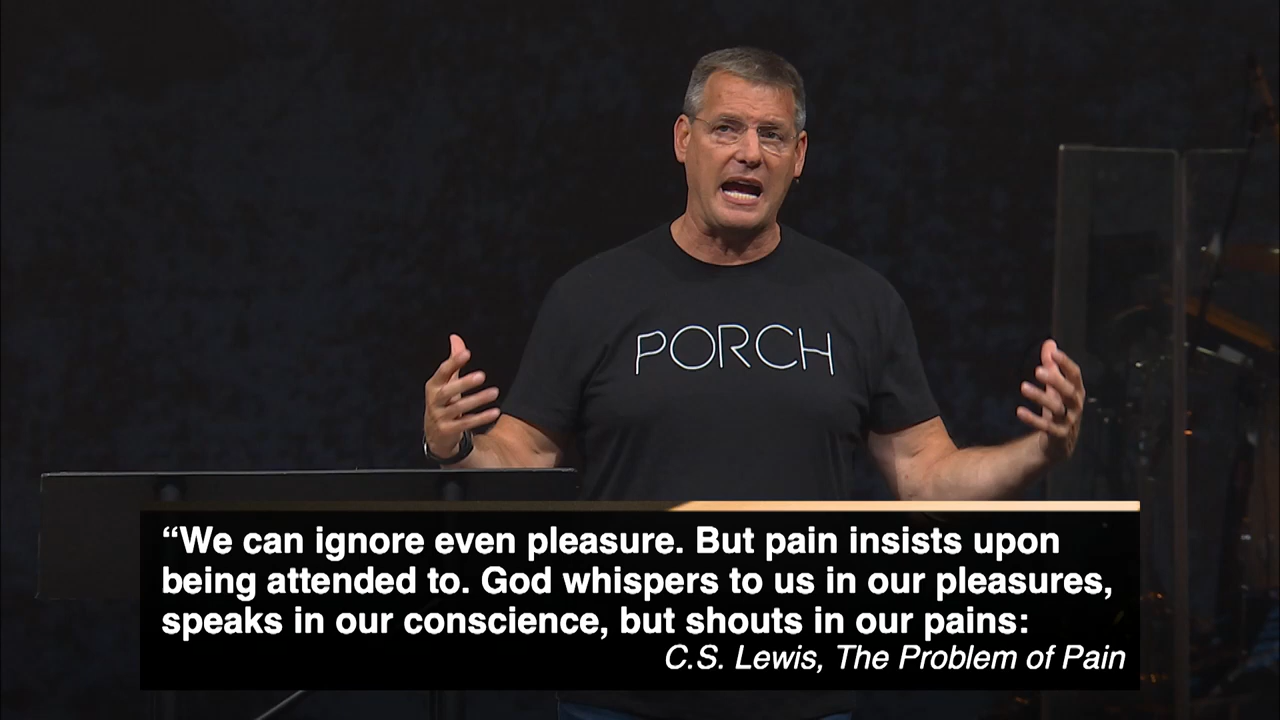 PORCH
“We can ignore even pleasure. But pain insists upon
being attended to. God whispers to us in our pleasures,
speaks in our conscience, but shouts in our pains:
C.S. Lewis, The Problem of Pain